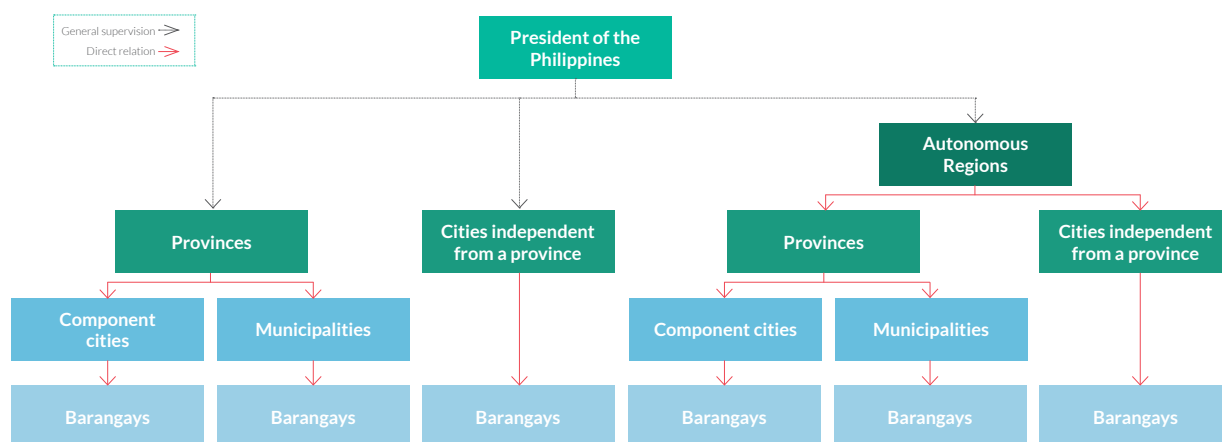 General supervision
Direct relation
President of the
Philippines
Autonomous
Regions
Provinces
Cities independent
from a province
Provinces
Cities independent
from a province
Component
cities
Municipalities
Component cities
Municipalities
Barangays
Barangays
Barangays
Barangays
Barangays
Barangays